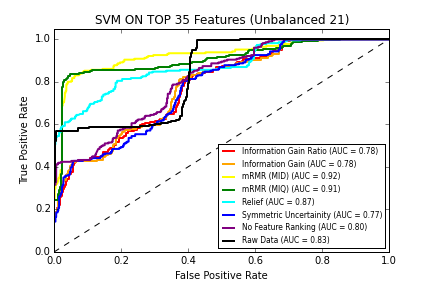 SVM ON TOP 35 Features (Unbalanced 21)
True Positive Rate
1.0
0.8
0.6
0.4
0.2
0.0
Information Gain Ratio (AUC = 0.78)
Information Gain (AUC = 0.78)
mRMR (MID) (AUC = 0.92)
mRMR (MIQ) (AUC = 0.91)
Relief (AUC = 0.87)
Symmetric Uncertainity (AUC = 0.77)
No Feature Ranking (AUC = 0.80)
Raw Data (AUC = 0.83)
0.0 0.2 0.4 0.6 0.8 1.0
False Positive Rate